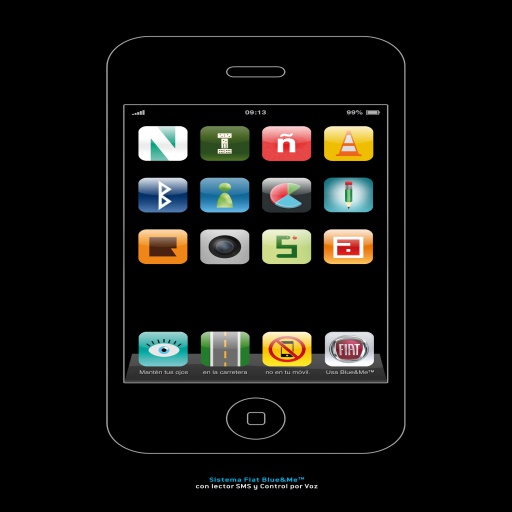 09:13 99%
N I ñ A
B i c i
R O S a
Mantén tus ojos en la carretera no en tu móvil. Usa Blue&Me™
FIAT
Sistema Fiat Blue&Me™
con lector SMS y Control por Voz